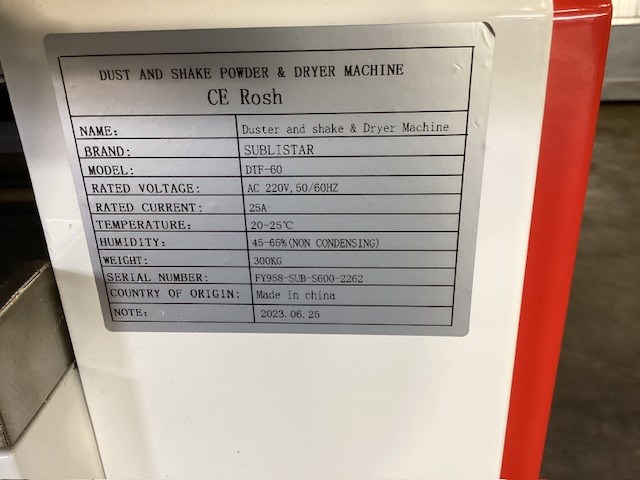 DUST AND SHAKE POWDER & DRYER MACHINE
CE Rosh
NAME: Duster and shake & Dryer Machine
BRAND: SUBLISTAR
MODEL: DTF-60
RATED VOLTAGE: AC 220V,50/60HZ
RATED CURRENT: 25A
TEMPERATURE: 20-25℃
HUMIDITY: 45-65%(NON CONDENSING)
WEIGHT: 300KG
SERIAL NUMBER: FY958-SUB-S600-2262
COUNTRY OF ORIGIN: Made in china
NOTE: 2023.06.25